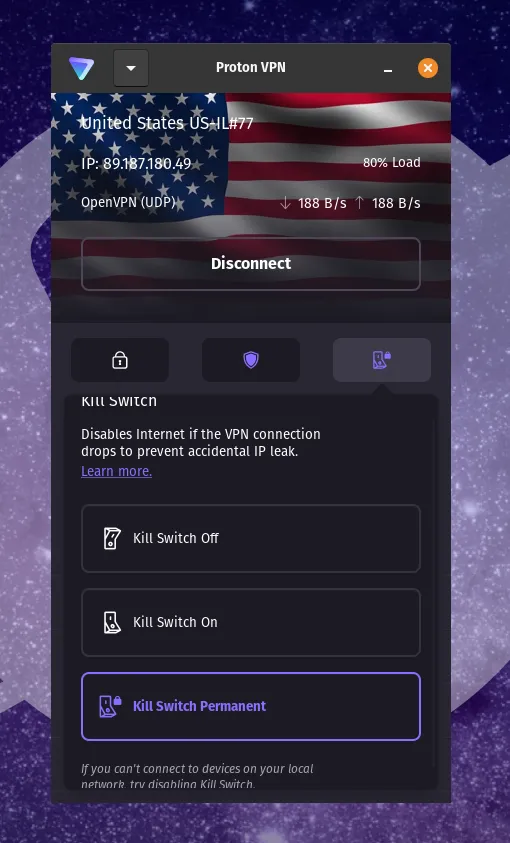 Proton VPN
United States US-IL#77
IP: 89.187.180.49
80% Load
OpenVPN (UDP)
↓ 188 B/s ↑ 188 B/s
Disconnect
Kill Switch
Disables Internet if the VPN connection
drops to prevent accidental IP leak.
Learn more.
Kill Switch Off
Kill Switch On
Kill Switch Permanent
If you can't connect to devices on your local
network, try disabling Kill Switch.